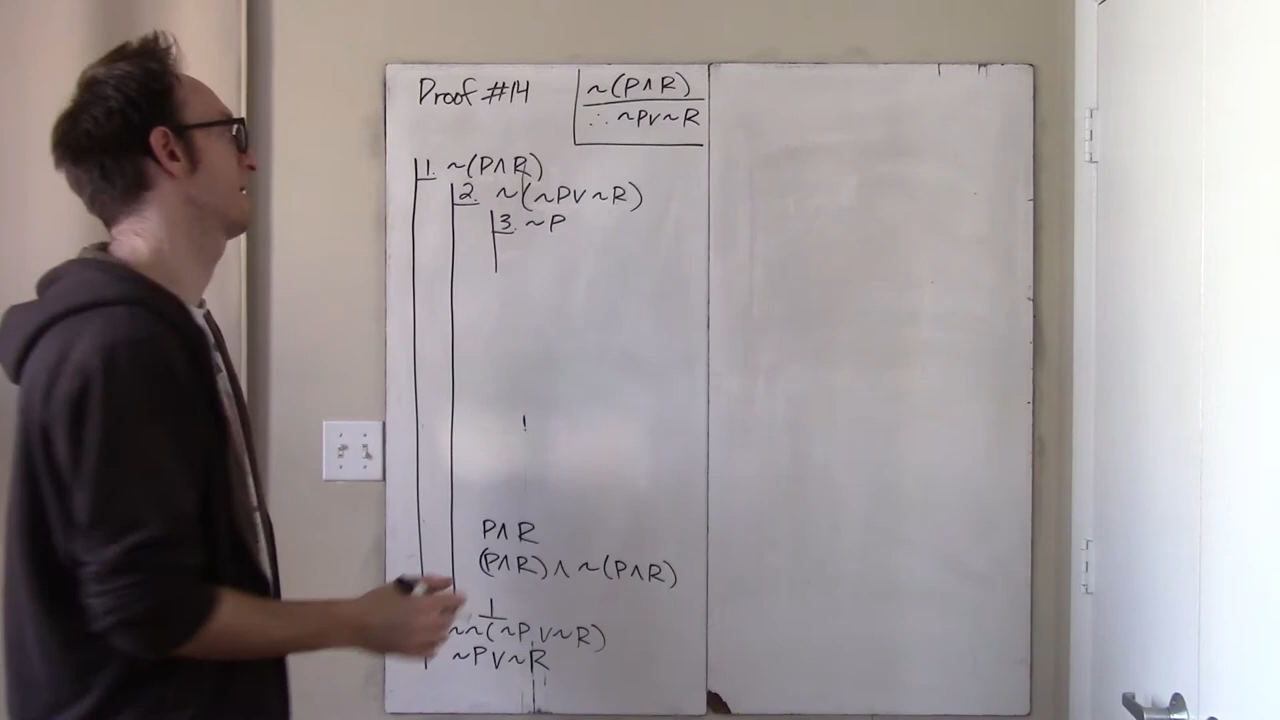 Proof #14
~(P∧R)
∴ ~P∨~R
1. ~(P∧R)
2. ~(~P∨~R)
3. ~P
P∧R
(P∧R)∧~(P∧R)
⊥
~~(~P∨~R)
~P∨~R